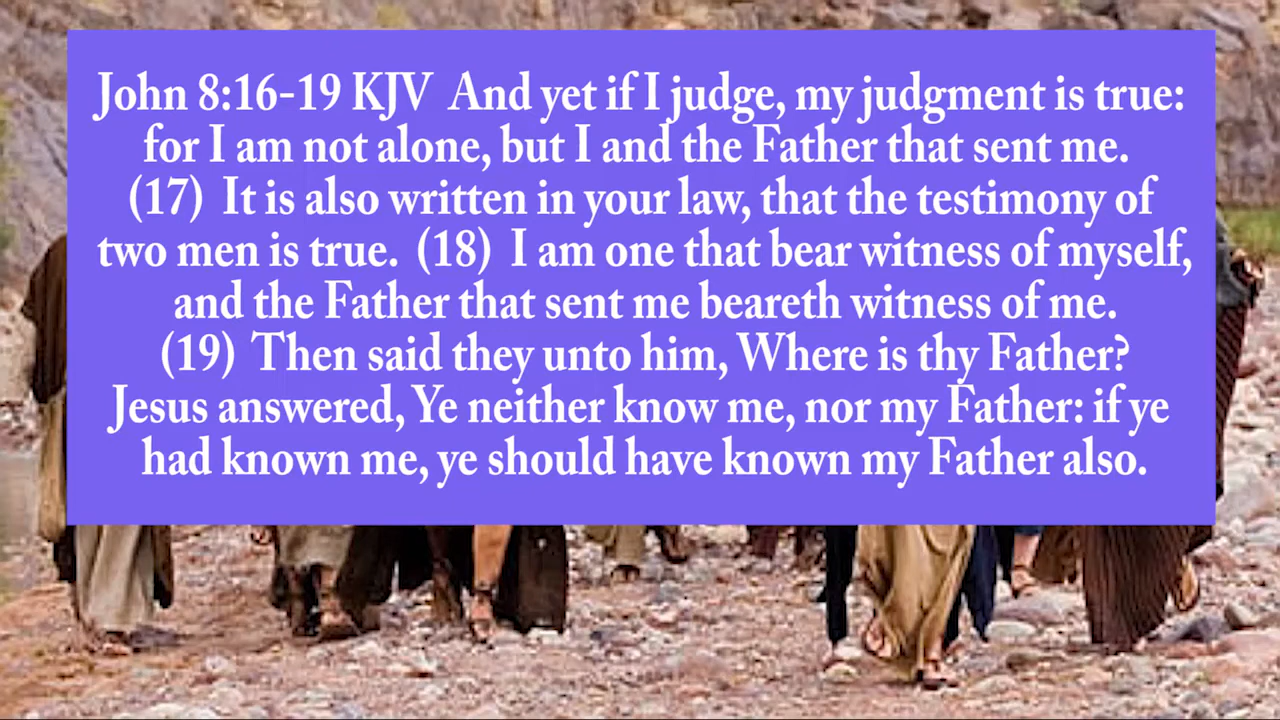 John 8:16-19 KJV  And yet if I judge, my judgment is true:
for I am not alone, but I and the Father that sent me.
(17)  It is also written in your law, that the testimony of
two men is true.  (18)  I am one that bear witness of myself,
and the Father that sent me beareth witness of me.
(19)  Then said they unto him, Where is thy Father?
Jesus answered, Ye neither know me, nor my Father: if ye
had known me, ye should have known my Father also.